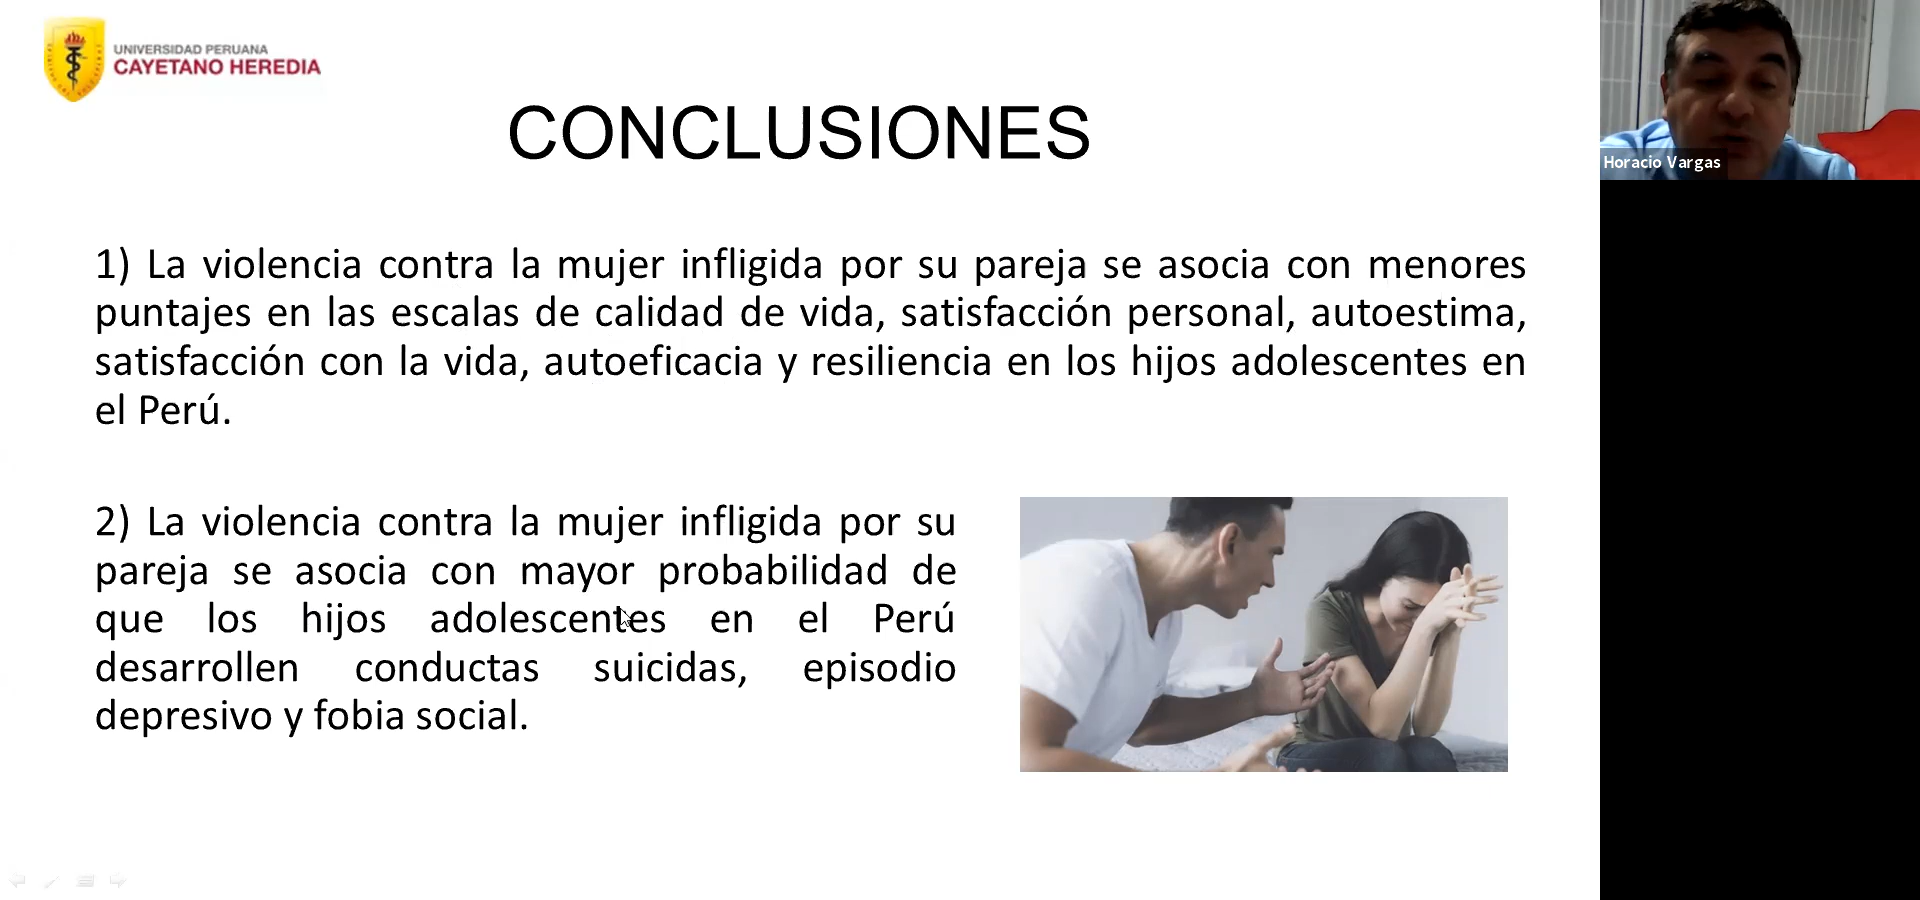 UNIVERSIDAD PERUANA
CAYETANO HEREDIA
CONCLUSIONES
1) La violencia contra la mujer infligida por su pareja se asocia con menores
puntajes en las escalas de calidad de vida, satisfacción personal, autoestima,
satisfacción con la vida, autoeficacia y resiliencia en los hijos adolescentes en
el Perú.
2) La violencia contra la mujer infligida por su
pareja se asocia con mayor probabilidad de
que los hijos adolescentes en el Perú
desarrollen conductas suicidas, episodio
depresivo y fobia social.
Horacio Vargas